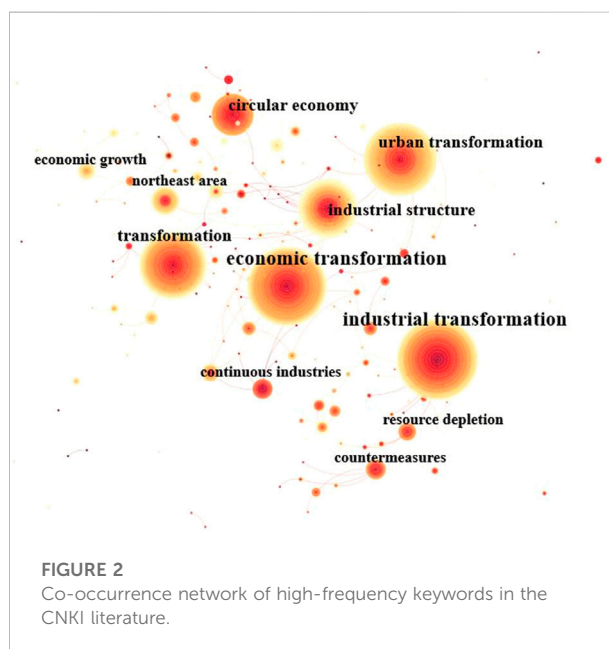 circular economy
urban transformation
economic growth
northeast area
industrial structure
transformation
economic transformation
industrial transformation
continuous industries
resource depletion
countermeasures
FIGURE 2
Co-occurrence network of high-frequency keywords in the
CNKI literature.